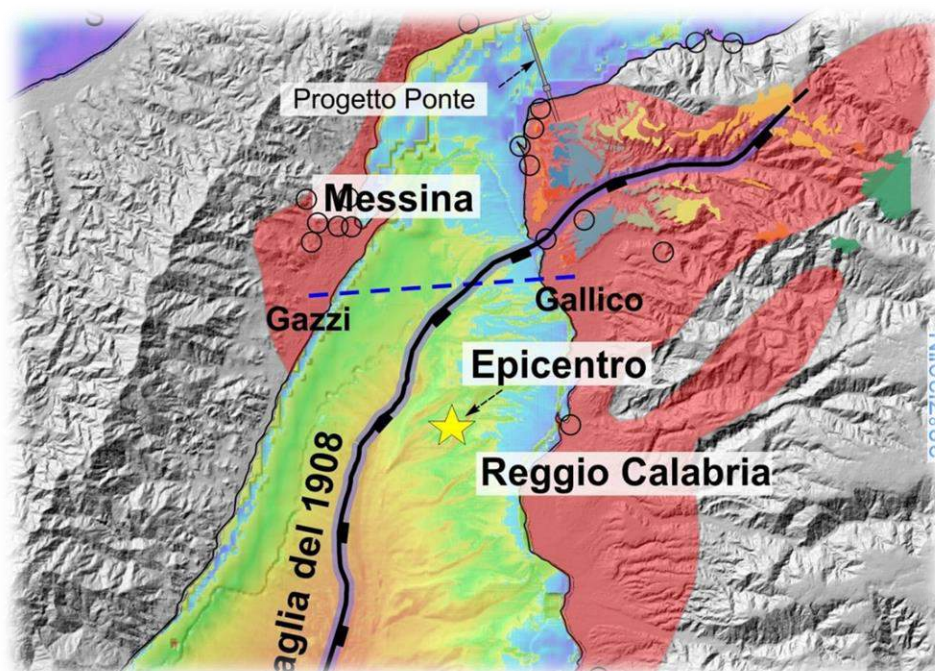 Progetto Ponte
Messina
Gazzi
Gallico
Epicentro
Reggio Calabria
aglia del 1908